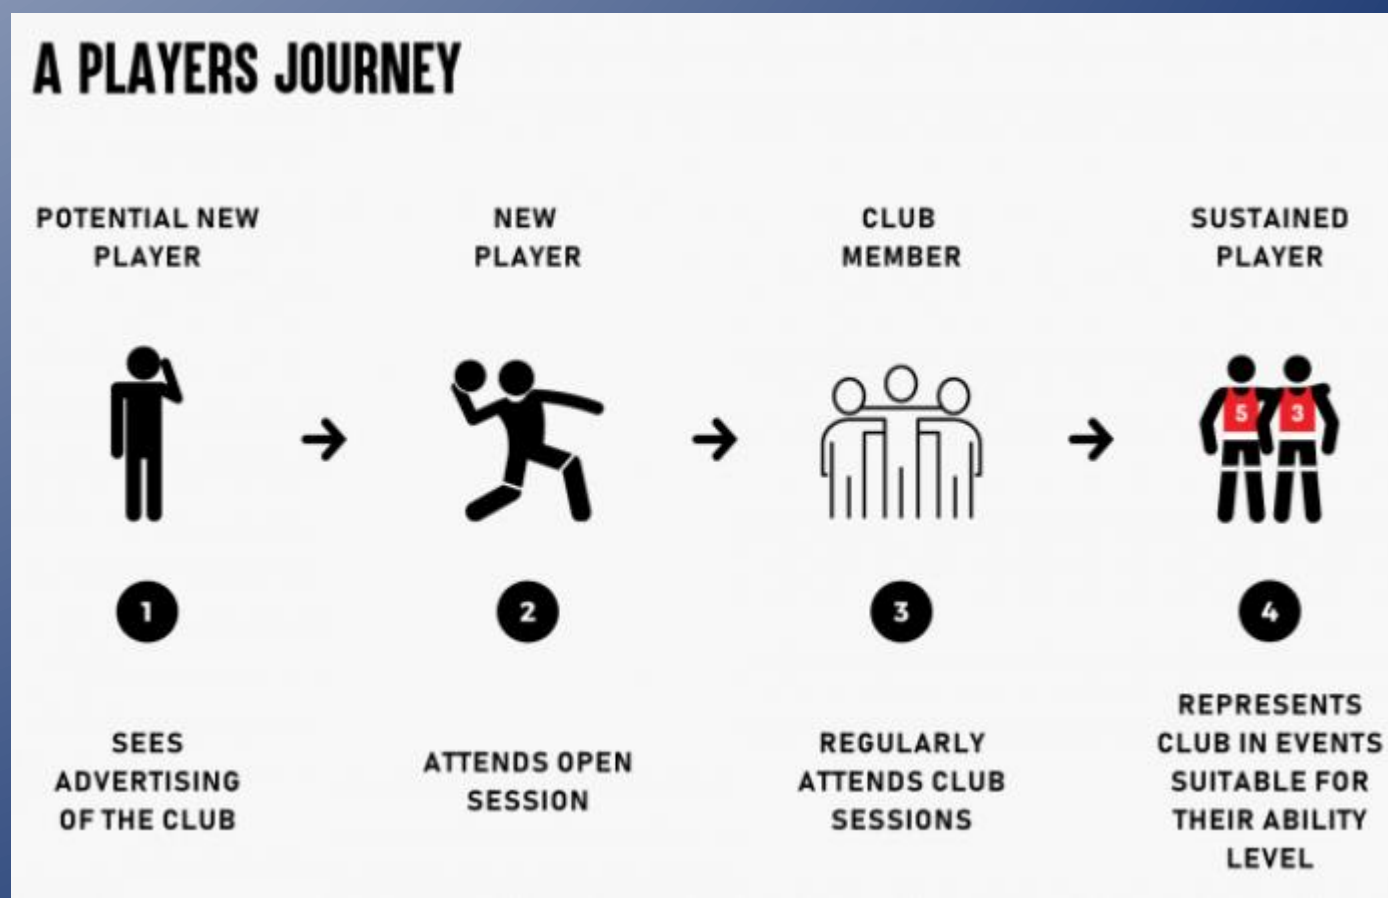 A PLAYERS JOURNEY
POTENTIAL NEW
PLAYER
NEW
PLAYER
CLUB
MEMBER
SUSTAINED
PLAYER
5
3
1
2
3
4
SEES
ADVERTISING
OF THE CLUB
ATTENDS OPEN
SESSION
REGULARLY
ATTENDS CLUB
SESSIONS
REPRESENTS
CLUB IN EVENTS
SUITABLE FOR
THEIR ABILITY
LEVEL